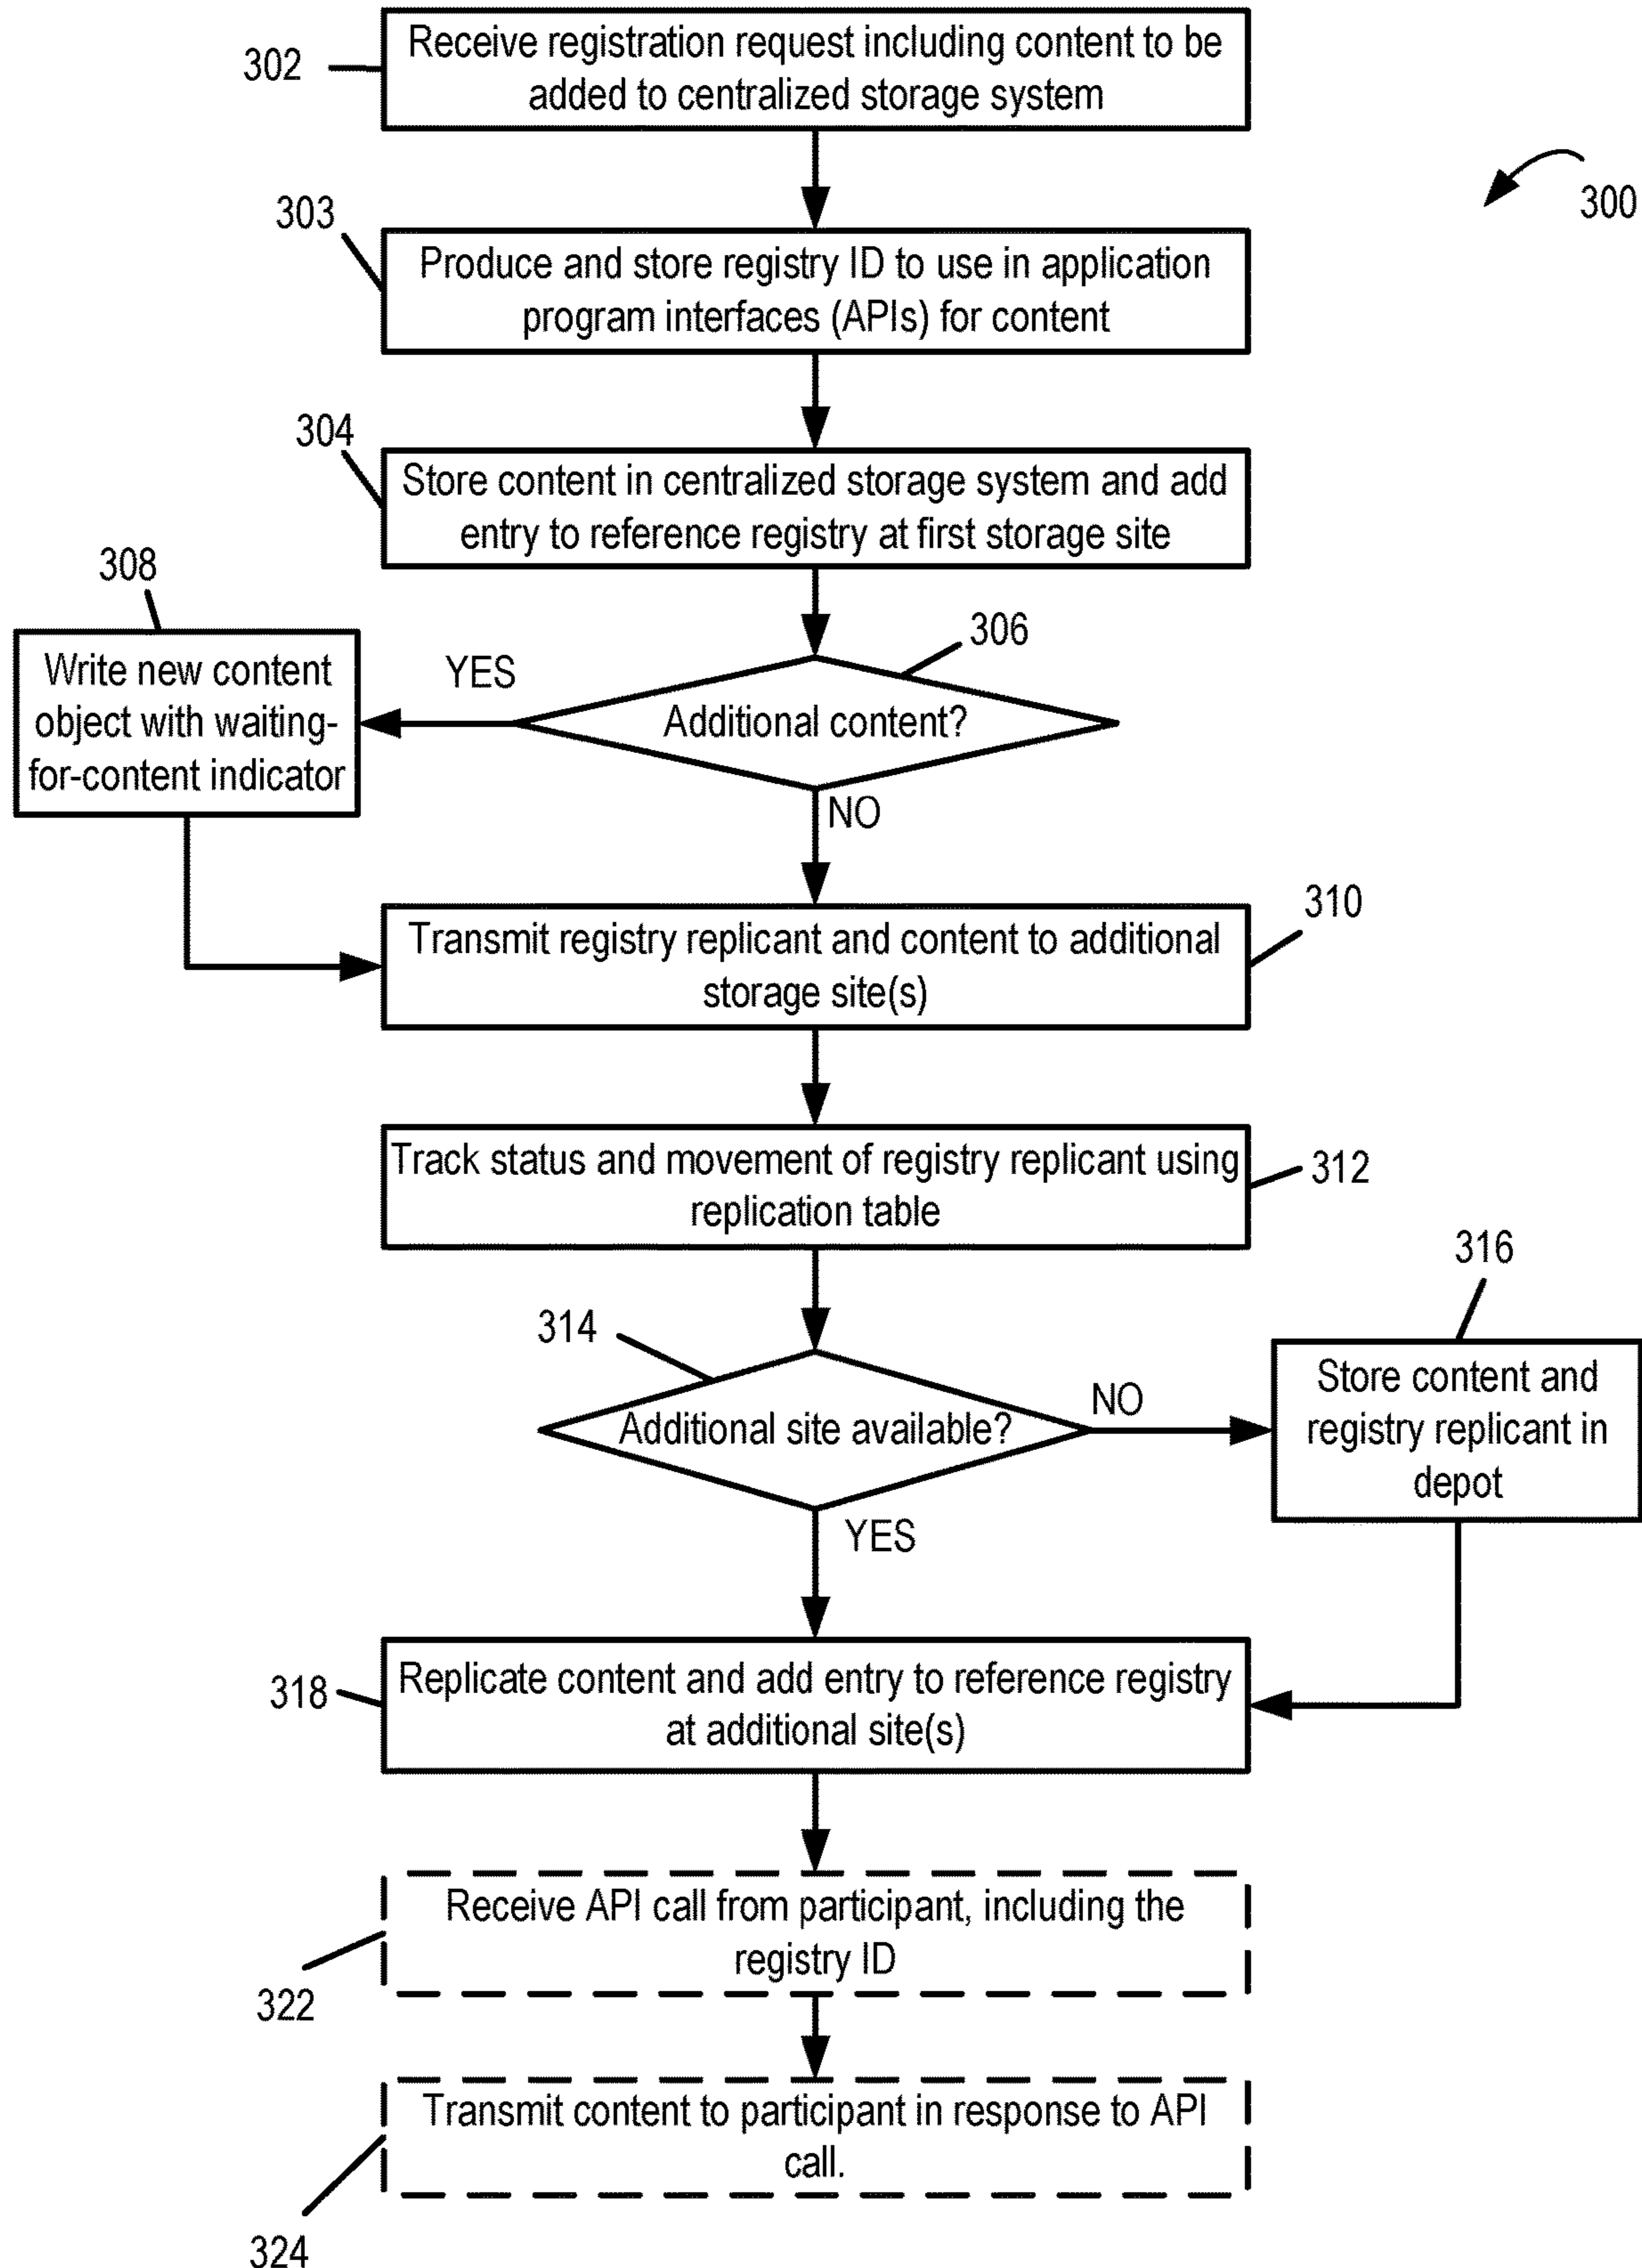 302
Receive registration request including content to be
added to centralized storage system
300
303
Produce and store registry ID to use in application
program interfaces (APIs) for content
304
Store content in centralized storage system and add
entry to reference registry at first storage site
308
Write new content
object with waiting-
for-content indicator
YES
306
Additional content?
NO
310
Transmit registry replicant and content to additional
storage site(s)
Track status and movement of registry replicant using
replication table
312
314
Additional site available?
NO
316
Store content and
registry replicant in
depot
YES
318
Replicate content and add entry to reference registry
at additional site(s)
Receive API call from participant, including the
registry ID
322
Transmit content to participant in response to API
call.
324